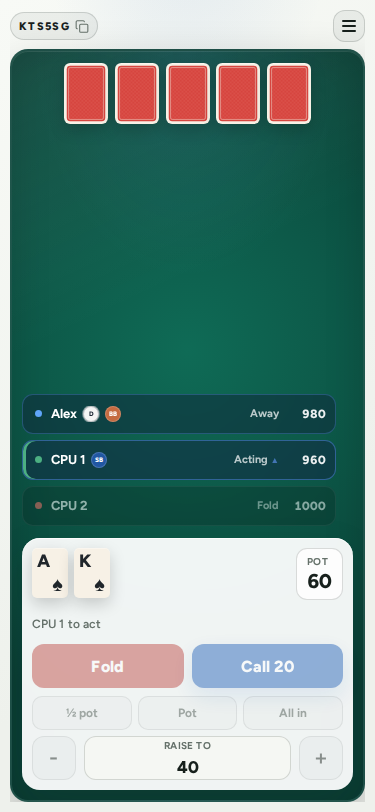 KTS5SG
Alex D BB Away 980
CPU 1 SB Acting ▲ 960
CPU 2 Fold 1000
A K
POT
60
CPU 1 to act
Fold Call 20
½ pot Pot All in
RAISE TO
- 40 +